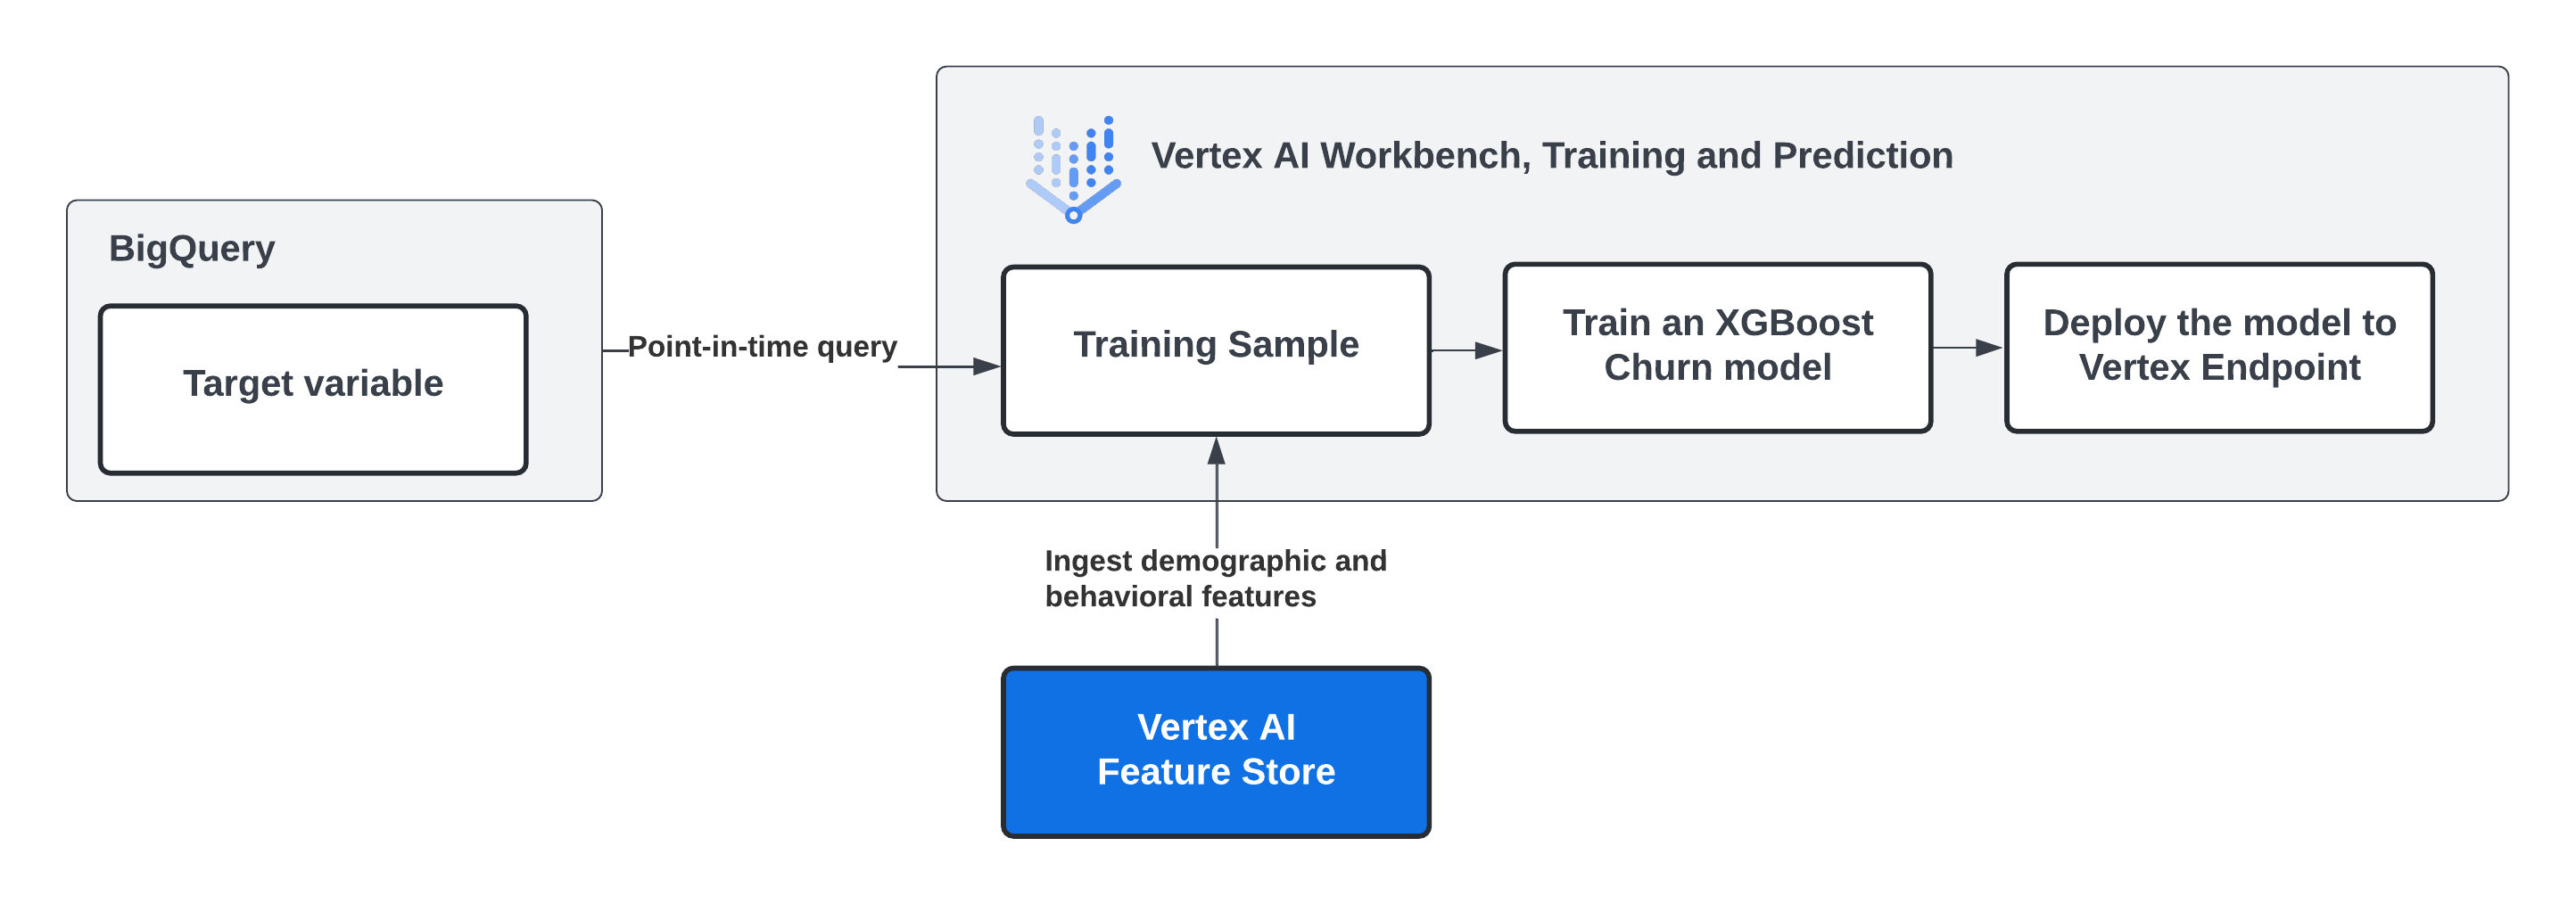 Vertex AI Workbench, Training and Prediction
BigQuery
Target variable
Point-in-time query
Training Sample
Train an XGBoost
Churn model
Deploy the model to
Vertex Endpoint
Ingest demographic and
behavioral features
Vertex AI
Feature Store